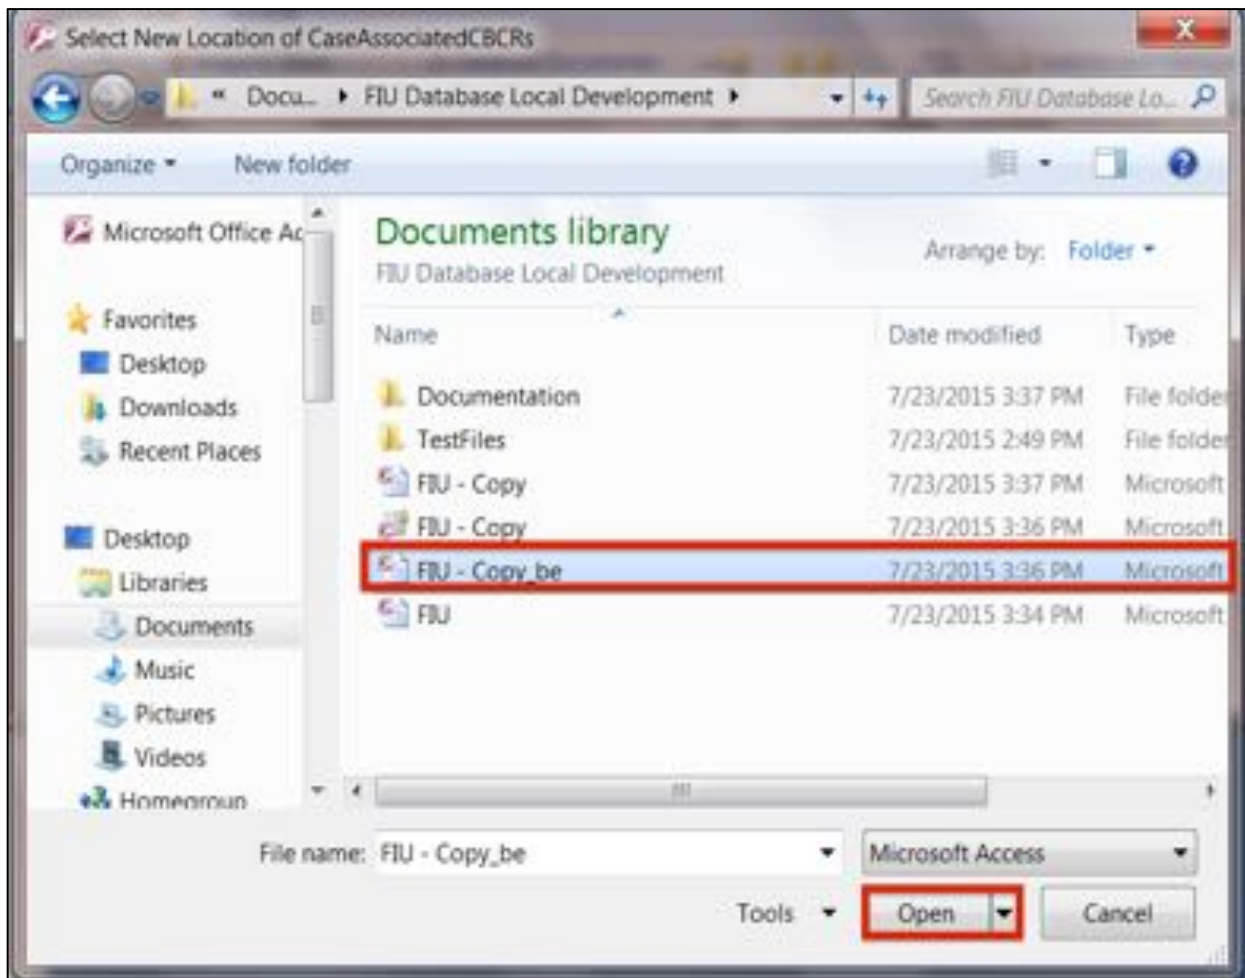 Select New Location of CaseAssociatedCBCRs
« Docu... FIU Database Local Development Search FIU Database Lo...
Organize New folder
Microsoft Office Ac
Favorites
Desktop
Downloads
Recent Places
Desktop
Libraries
Documents
Music
Pictures
Videos
Homegroup
Documents library
FIU Database Local Development
Arrange by: Folder
Name Date modified Type
Documentation 7/23/2015 3:37 PM File folder
TestFiles 7/23/2015 2:49 PM File folder
FIU - Copy 7/23/2015 3:37 PM Microsoft
FIU - Copy 7/23/2015 3:36 PM Microsoft
FIU - Copy_be 7/23/2015 3:36 PM Microsoft
FIU 7/23/2015 3:34 PM Microsoft
File name: FIU - Copy_be Microsoft Access
Tools Open Cancel